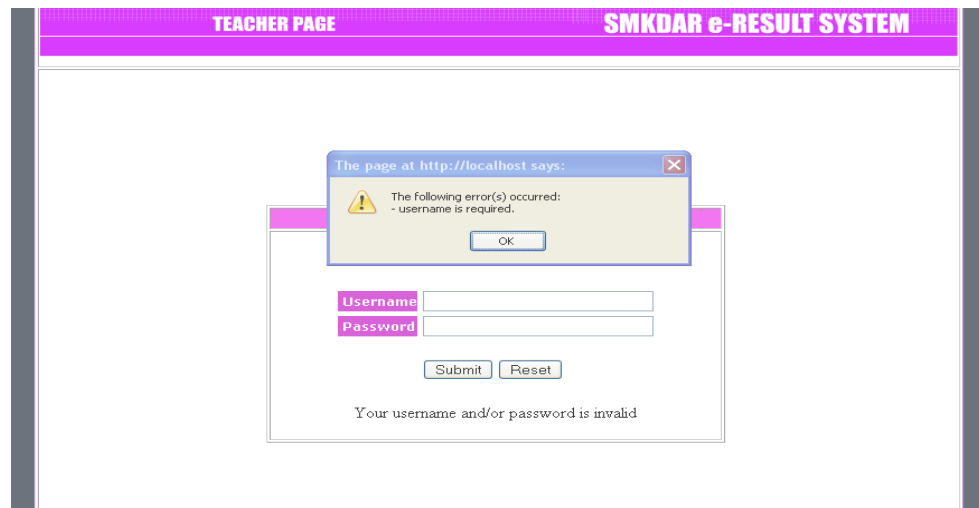 TEACHER PAGE
SMKDAR e-RESULT SYSTEM
The page at http://localhost says:
The following error(s) occurred:
- username is required.
OK
Username
Password
Submit
Reset
Your username and/or password is invalid